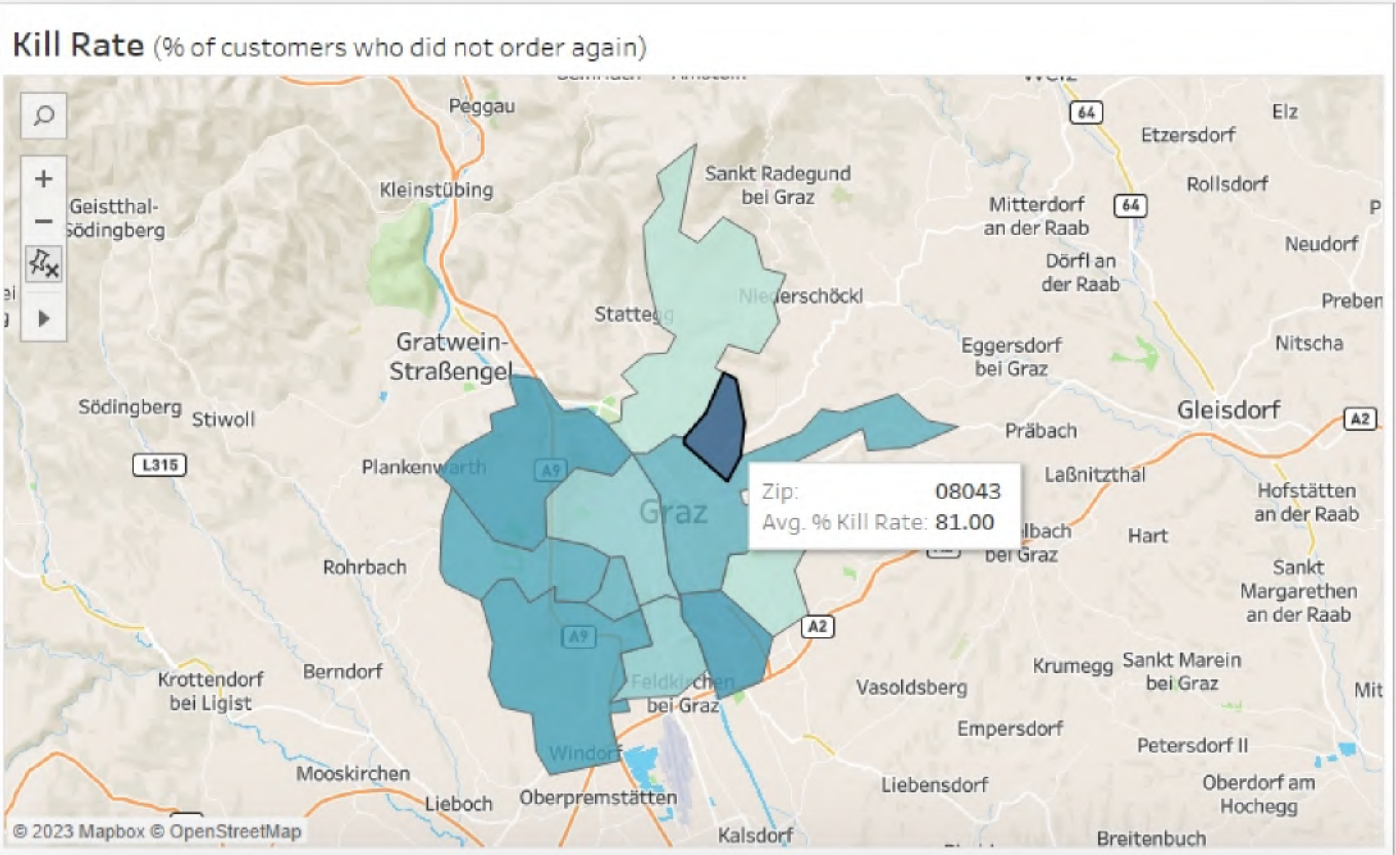 Kill Rate (% of customers who did not order again)
64
Elz
Peggau
Etzersdorf
Sankt Radegund
bei Graz
Kleinstübing
Rollsdorf
Geistthal-
Södingberg
Mitterdorf
an der Raab
64
Neudorf
Dörfl an
der Raab
Niederschöckl
Preben
Stattegg
Gratwein-
Straßengel
Eggersdorf
bei Graz
Nitscha
Södingberg
Stiwoll
Gleisdorf
A2
Präbach
L315
Plankenwarth
A9
Laßnitzthal
Zip: 08043
Avg. % Kill Rate: 81.00
Graz
Hofstätten
an der Raab
lbach
bei Graz
Hart
Rohrbach
Sankt
Margarethen
an der Raab
A9
A2
Krottendorf
bei Ligist
Berndorf
Feldkirchen
bei Graz
Vasoldsberg
Krumegg
Sankt Marein
bei Graz
Mit
Empersdorf
Petersdorf II
Windorf
Mooskirchen
Lieboch
Oberpremstätten
Liebensdorf
Oberdorf am
Hochegg
© 2023 Mapbox © OpenStreetMap
Kalsdorf
Breitenbuch